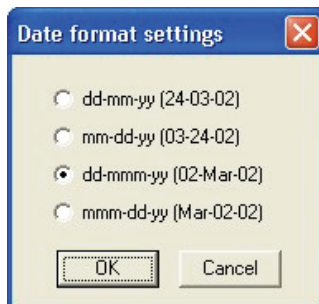 Date format settings
dd-mm-yy (24-03-02)
mm-dd-yy (03-24-02)
dd-mmm-yy (02-Mar-02)
mmm-dd-yy (Mar-02-02)
OK Cancel